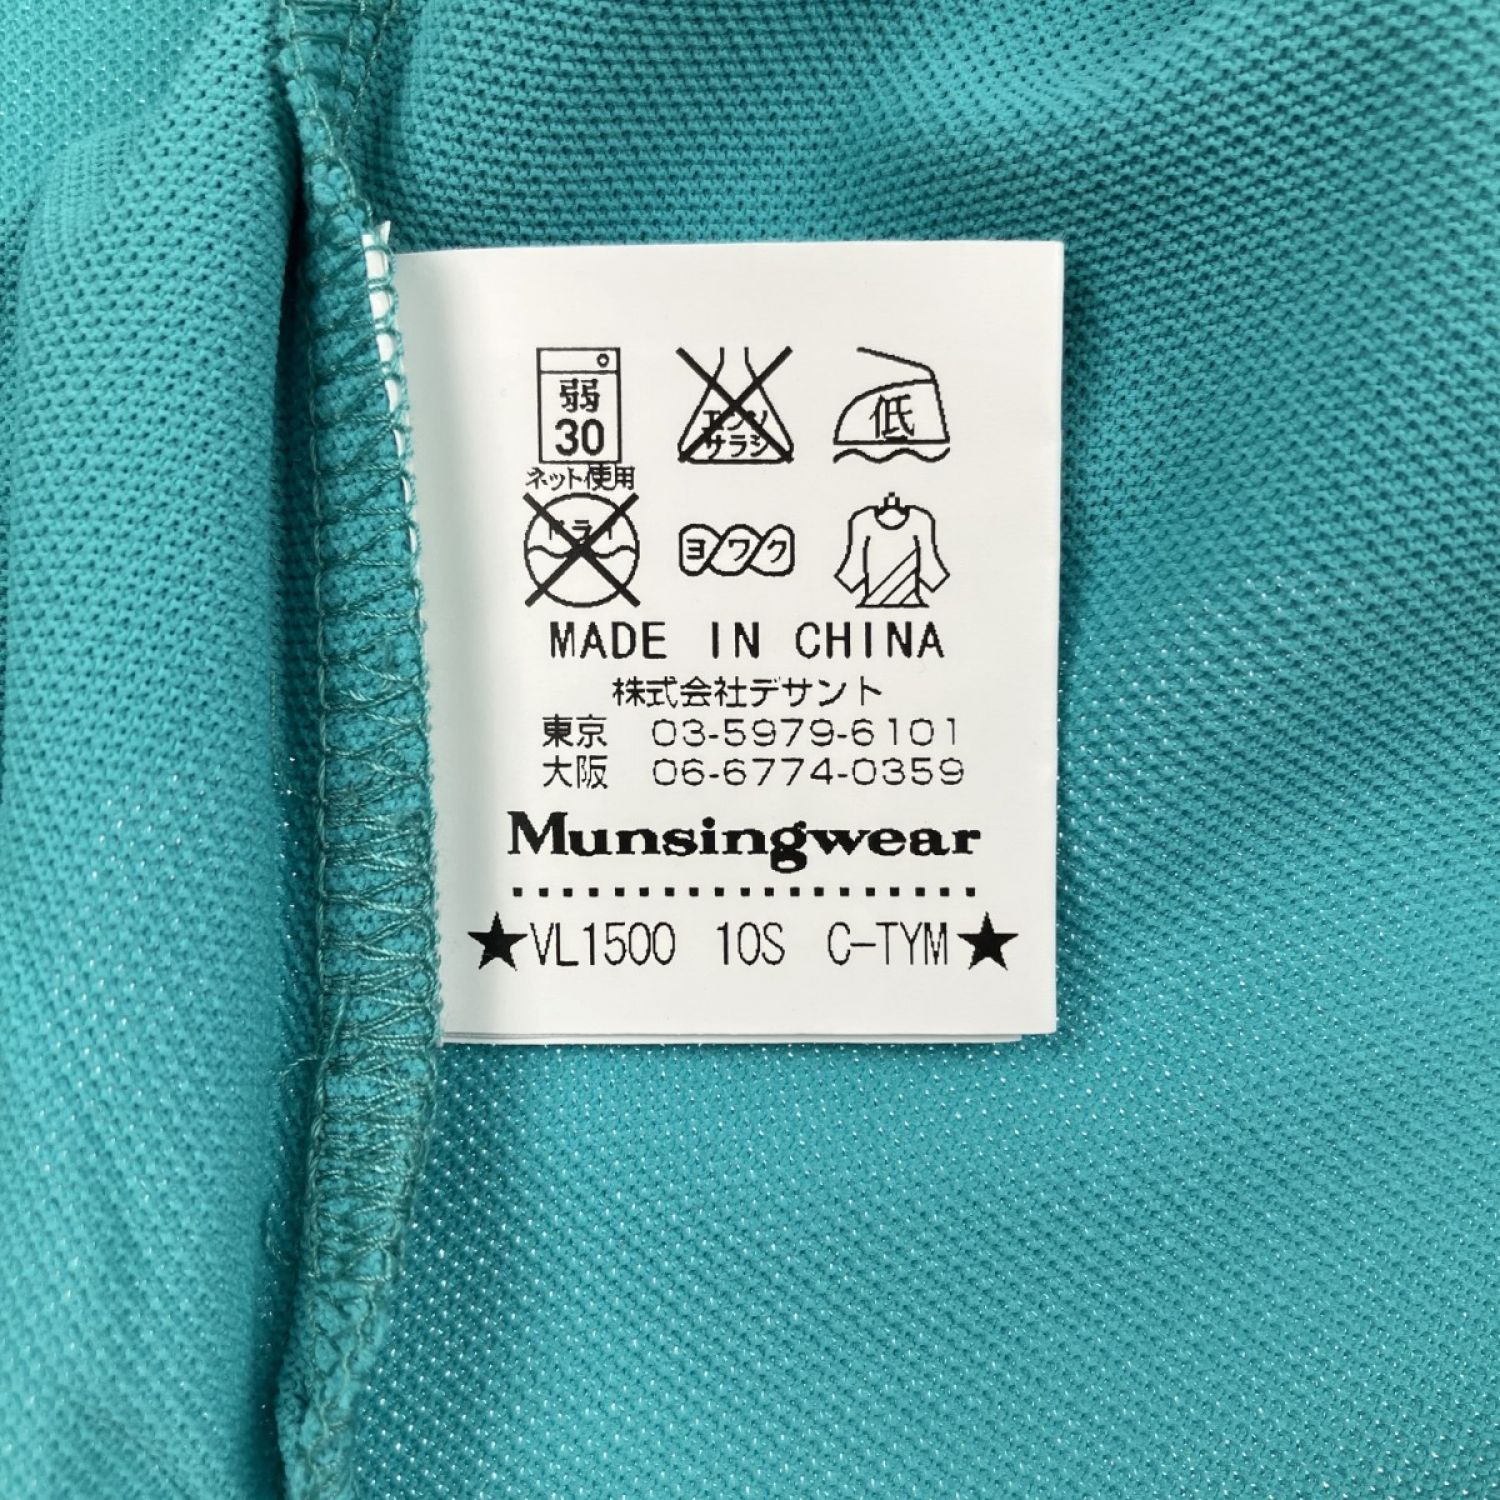 弱 エンソ 低
30 サラシ
ネット使用
ドライ ヨワク
MADE IN CHINA
株式会社デサント
東京 03-5979-6101
大阪 06-6774-0359
Munsingwear
★VL1500 10S C-TYM★